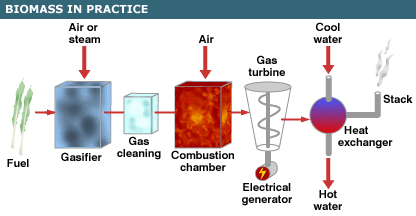 BIOMASS IN PRACTICE
Air or
steam
Air
Gas
turbine
Cool
water
Stack
Fuel
Gasifier
Gas
cleaning
Combustion
chamber
Electrical
generator
Heat
exchanger
Hot
water